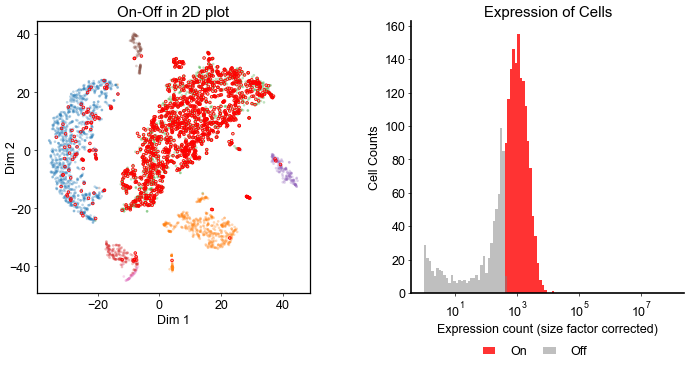 On-Off in 2D plot
Dim 2
40
20
0
−20
−40
−20 0 20 40
Dim 1
Expression of Cells
Cell Counts
160
140
120
100
80
60
40
20
0
10^1 10^3 10^5 10^7
Expression count (size factor corrected)
On Off